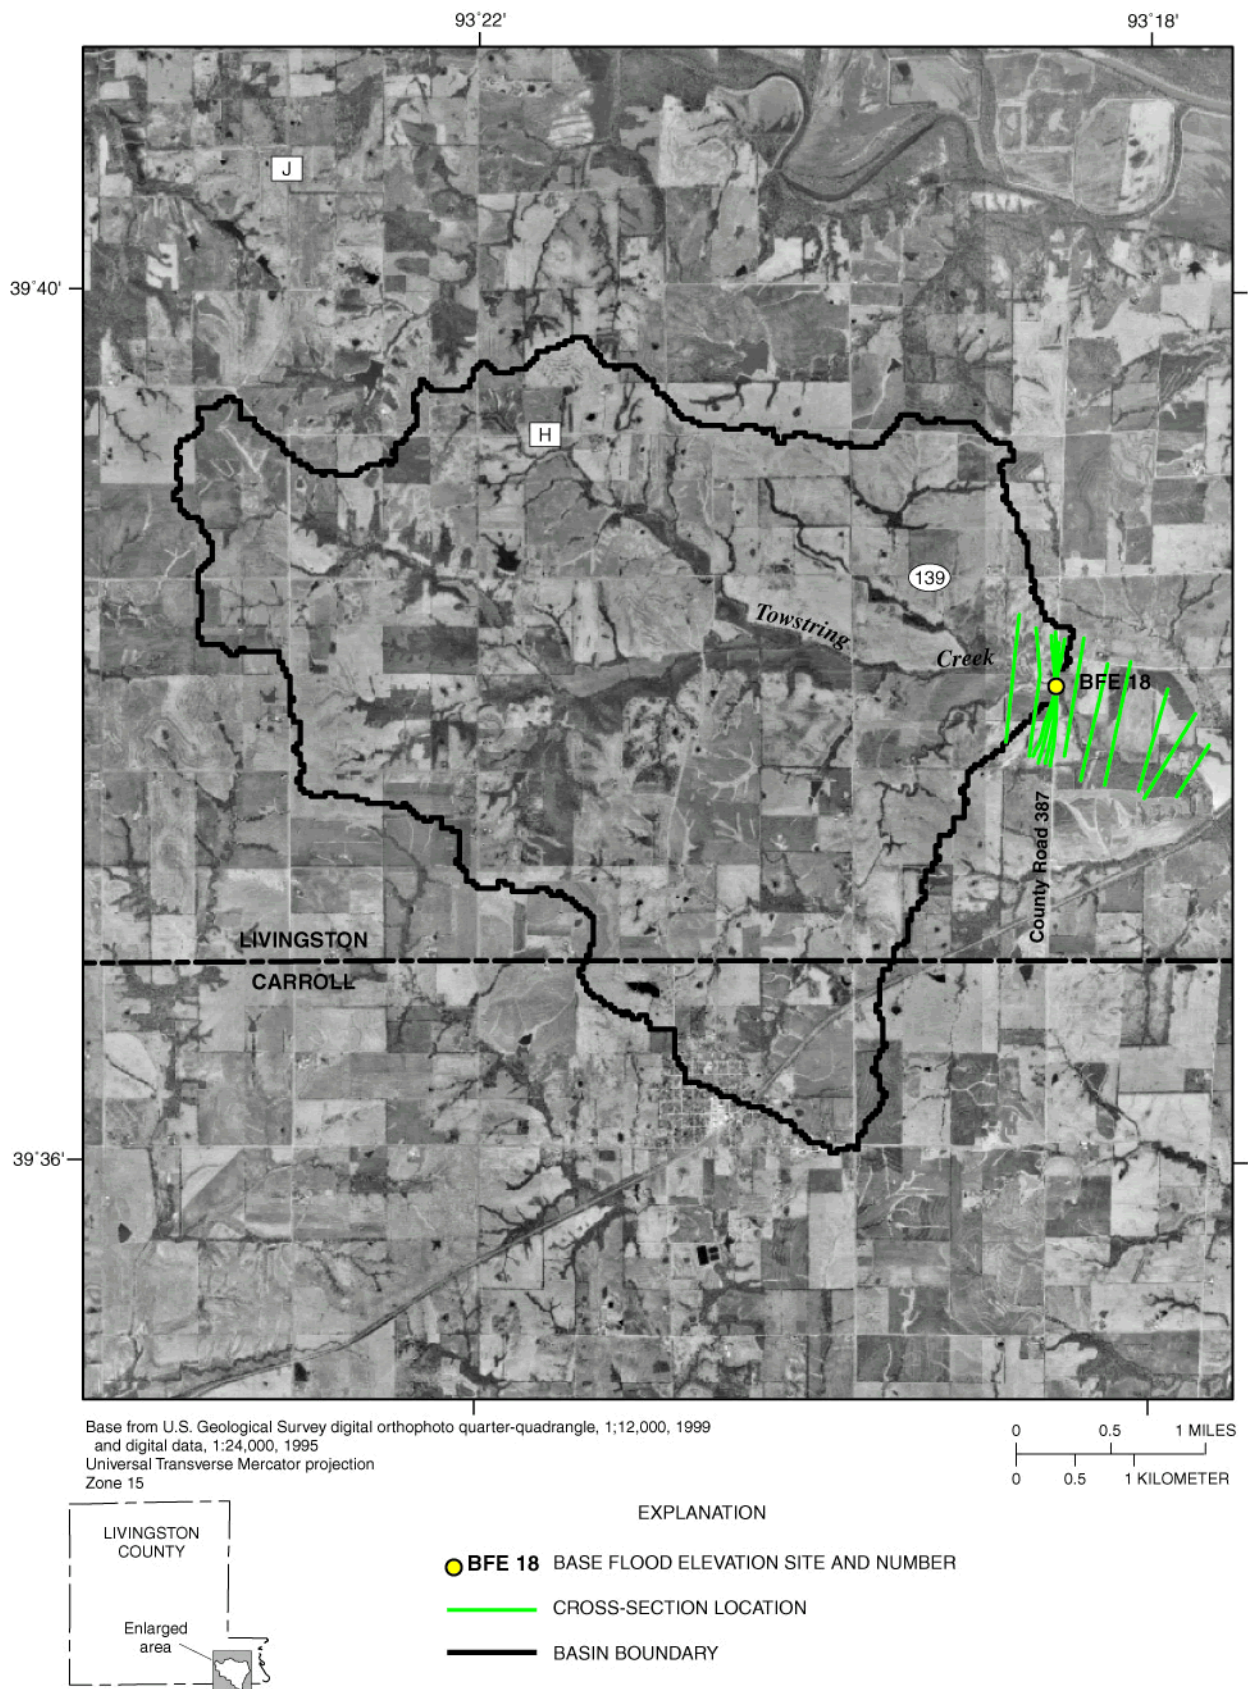 93°22' 93°18'
J
39°40'
H
139
Towstring
Creek
BFE 18
County Road 387
LIVINGSTON
CARROLL
39°36'
Base from U.S. Geological Survey digital orthophoto quarter-quadrangle, 1;12,000, 1999
and digital data, 1:24,000, 1995
Universal Transverse Mercator projection
Zone 15
0 0.5 1 MILES
0 0.5 1 KILOMETER
LIVINGSTON
COUNTY
Enlarged
area
EXPLANATION
BFE 18 BASE FLOOD ELEVATION SITE AND NUMBER
CROSS-SECTION LOCATION
BASIN BOUNDARY